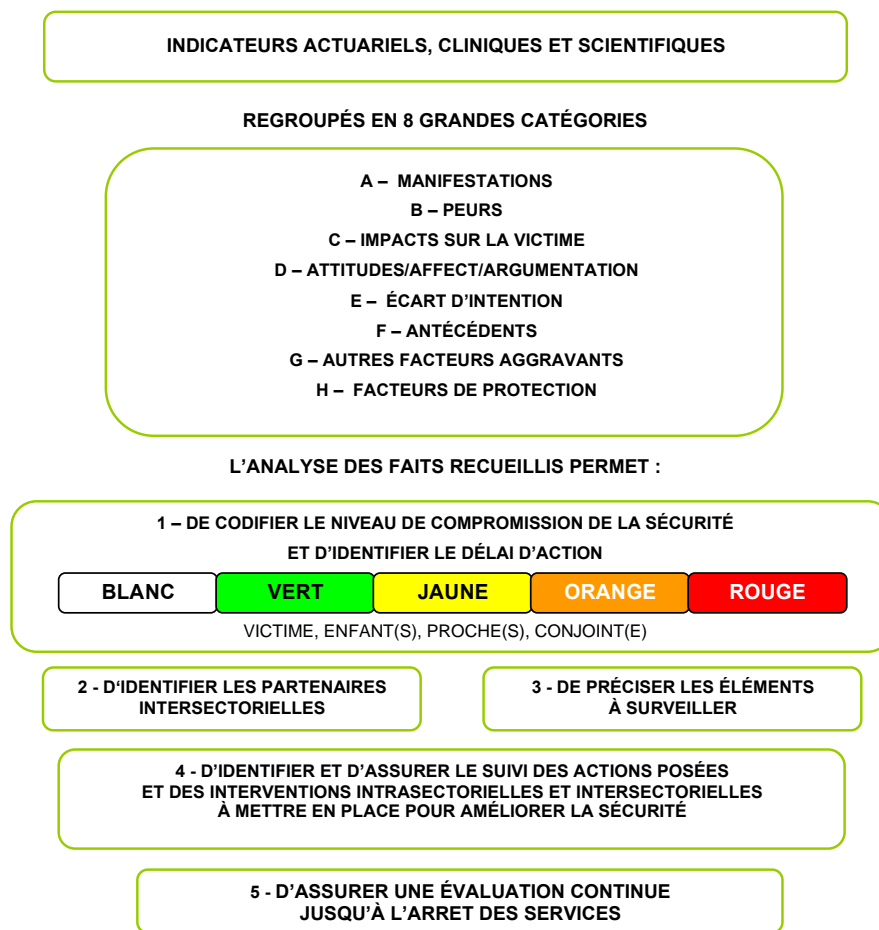 INDICATEURS ACTUARIELS, CLINIQUES ET SCIENTIFIQUES
REGROUPÉS EN 8 GRANDES CATÉGORIES
A – MANIFESTATIONS
B – PEURS
C – IMPACTS SUR LA VICTIME
D – ATTITUDES/AFFECT/ARGUMENTATION
E – ÉCART D'INTENTION
F – ANTÉCÉDENTS
G – AUTRES FACTEURS AGGRAVANTS
H – FACTEURS DE PROTECTION
L'ANALYSE DES FAITS RECUEILLIS PERMET :
1 – DE CODIFIER LE NIVEAU DE COMPROMISSION DE LA SÉCURITÉ
ET D'IDENTIFIER LE DÉLAI D'ACTION
BLANC VERT JAUNE ORANGE ROUGE
VICTIME, ENFANT(S), PROCHE(S), CONJOINT(E)
2 - D'IDENTIFIER LES PARTENAIRES
INTERSECTORIELLES
3 - DE PRÉCISER LES ÉLÉMENTS
À SURVEILLER
4 - D'IDENTIFIER ET D'ASSURER LE SUIVI DES ACTIONS POSÉES
ET DES INTERVENTIONS INTRASECTORIELLES ET INTERSECTORIELLES
À METTRE EN PLACE POUR AMÉLIORER LA SÉCURITÉ
5 - D'ASSURER UNE ÉVALUATION CONTINUE
JUSQU'À L'ARRET DES SERVICES